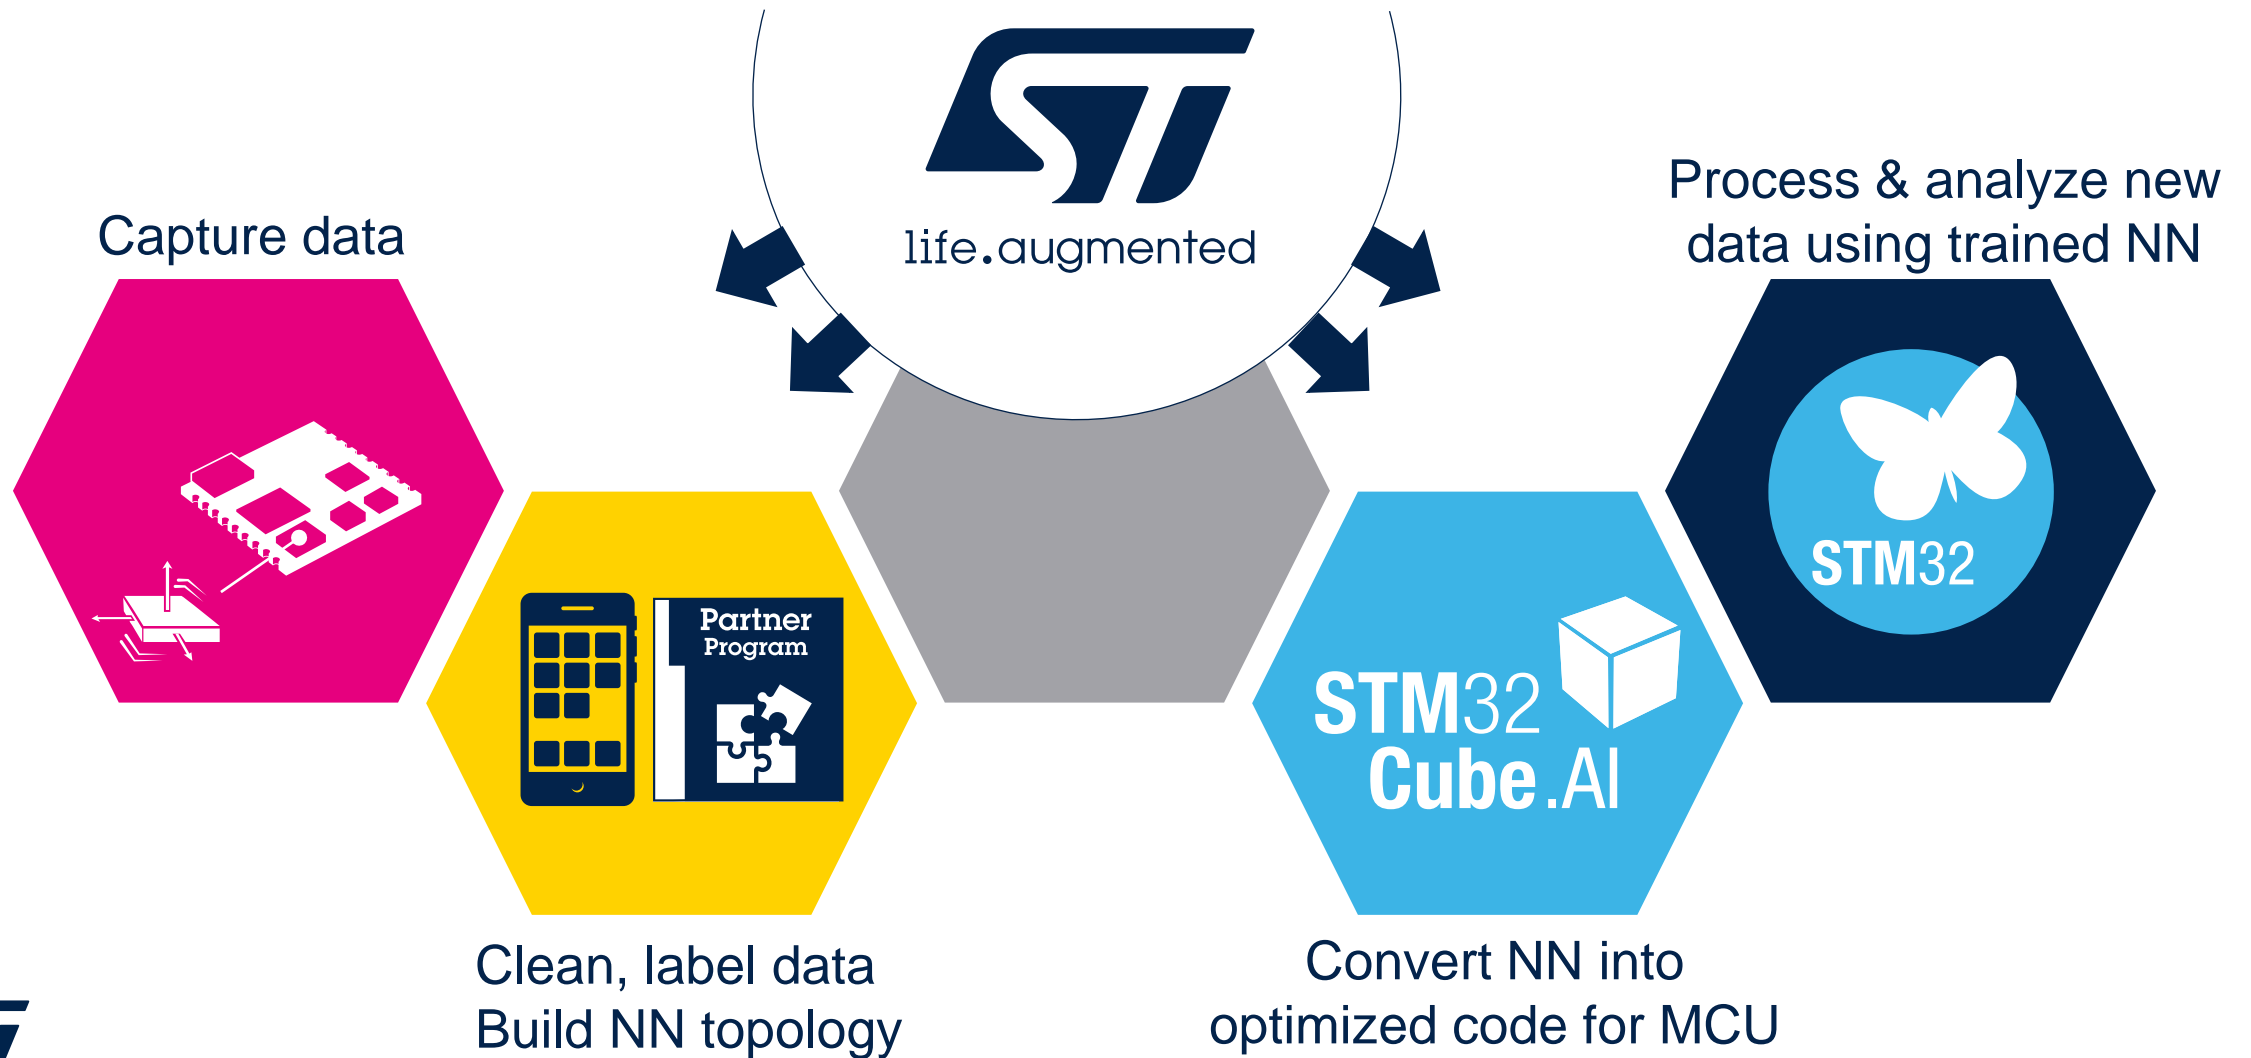 ST
life.augmented
Capture data
Process & analyze new
data using trained NN
Partner
Program
STM32
Cube.AI
STM32
Clean, label data
Build NN topology
Convert NN into
optimized code for MCU